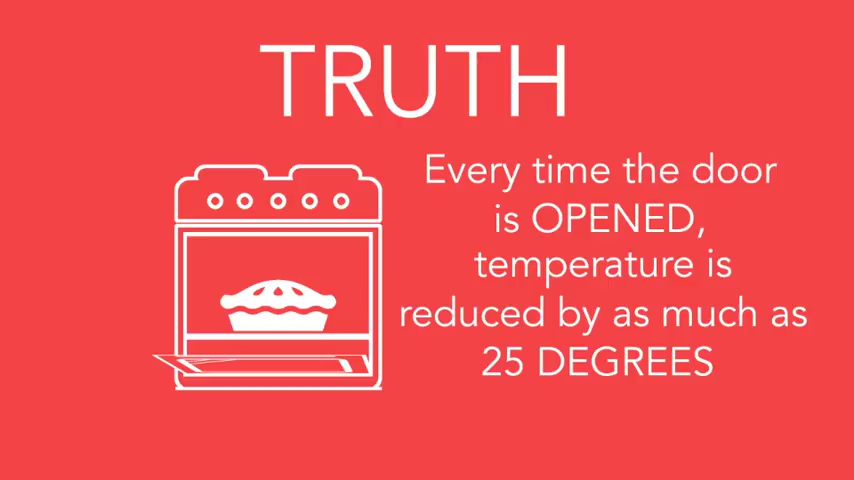 TRUTH
Every time the door
is OPENED,
temperature is
reduced by as much as
25 DEGREES